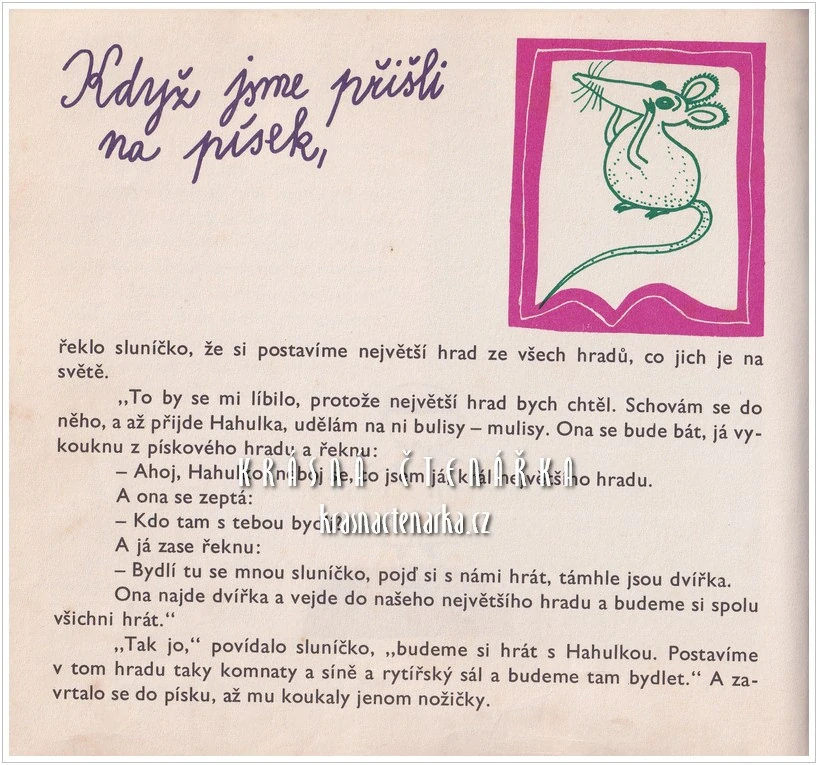 Když jsme přišli
na písek,
řeklo sluníčko, že si postavíme největší hrad ze všech hradů, co jich je na
světě.
„To by se mi líbilo, protože největší hrad bych chtěl. Schovám se do
něho, a až přijde Hahulka, udělám na ni bulisy – mulisy. Ona se bude bát, já vy-
kouknu z pískového hradu a řeknu:
– Ahoj, Hahulko, neboj se, to jsem já, král největšího hradu.
KRÁSNÁ ČTENÁŘKA
A ona se zeptá:
– Kdo tam s tebou bydlí?
krasnactenarka.cz
A já zase řeknu:
– Bydlí tu se mnou sluníčko, pojď si s námi hrát, támhle jsou dvířka.
Ona najde dvířka a vejde do našeho největšího hradu a budeme si spolu
všichni hrát.“
„Tak jo,“ povídalo sluníčko, „budeme si hrát s Hahulkou. Postavíme
v tom hradu taky komnaty a síně a rytířský sál a budeme tam bydlet.“ A za-
vrtalo se do písku, až mu koukaly jenom nožičky.